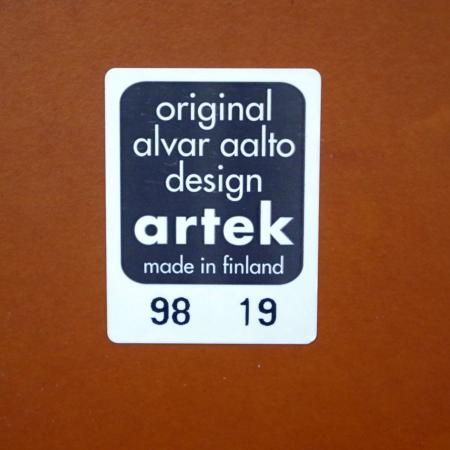 original
alvar aalto
design
artek
made in finland
98 19